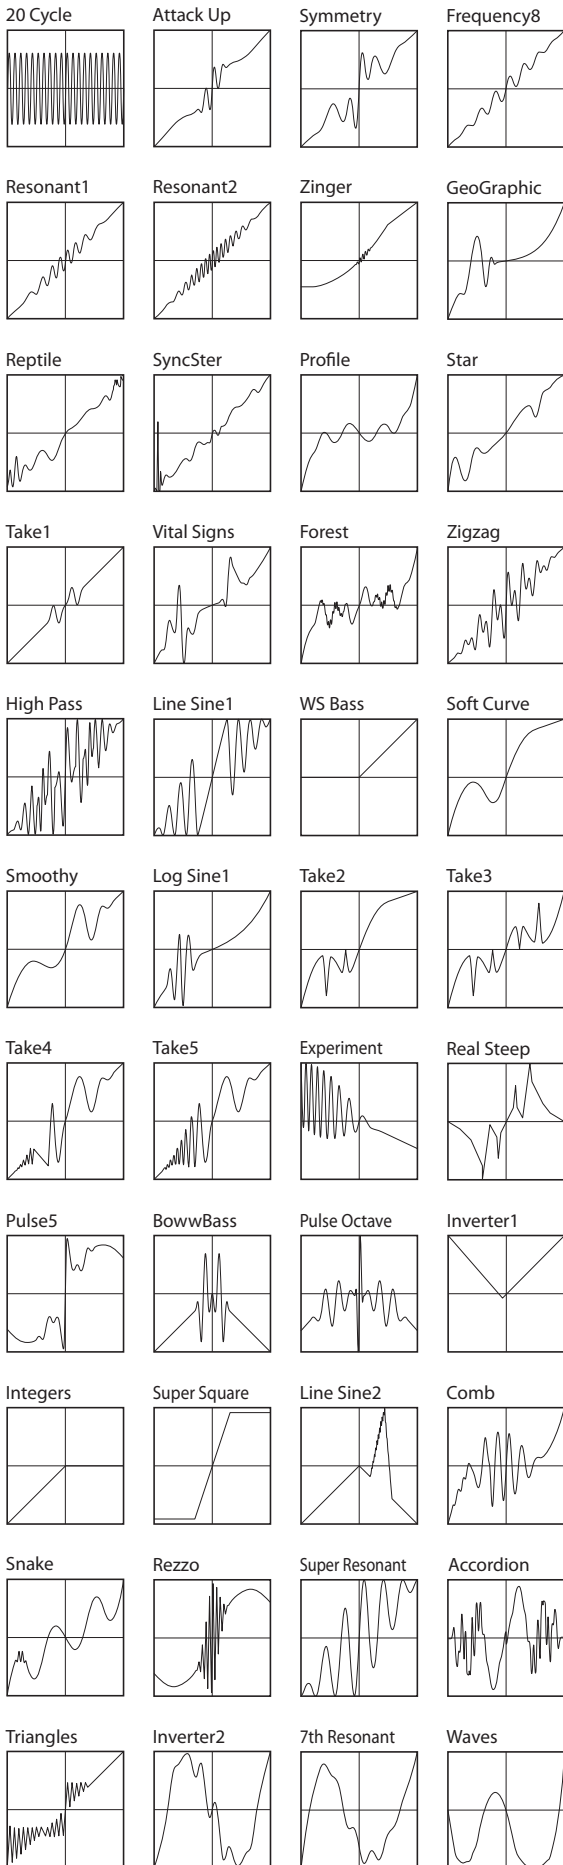 20 Cycle Attack Up Symmetry Frequency8
Resonant1 Resonant2 Zinger GeoGraphic
Reptile SyncSter Profile Star
Take1 Vital Signs Forest Zigzag
High Pass Line Sine1 WS Bass Soft Curve
Smoothy Log Sine1 Take2 Take3
Take4 Take5 Experiment Real Steep
Pulse5 BowwBass Pulse Octave Inverter1
Integers Super Square Line Sine2 Comb
Snake Rezzo Super Resonant Accordion
Triangles Inverter2 7th Resonant Waves